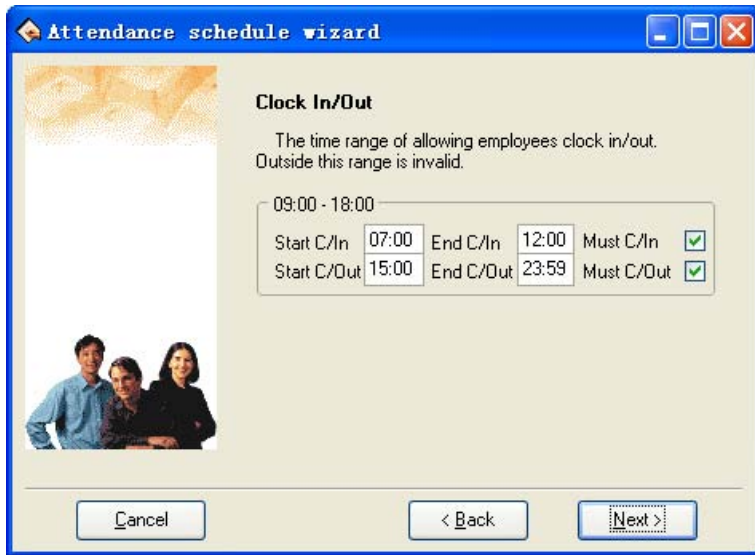 Attendance schedule wizard
Clock In/Out
The time range of allowing employees clock in/out.
Outside this range is invalid.
09:00 - 18:00
Start C/In 07:00 End C/In 12:00 Must C/In
Start C/Out 15:00 End C/Out 23:59 Must C/Out
Cancel < Back Next >